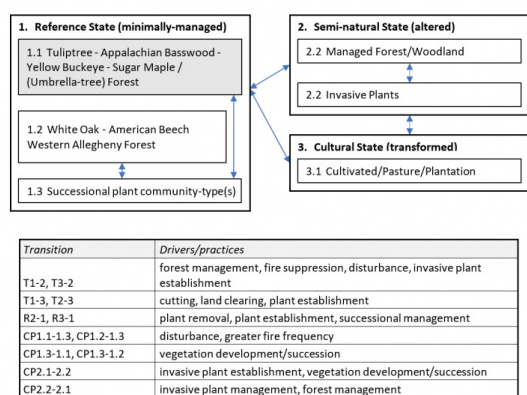 1. Reference State (minimally-managed)
1.1 Tuliptree - Appalachian Basswood -
Yellow Buckeye - Sugar Maple /
(Umbrella-tree) Forest
1.2 White Oak - American Beech
Western Allegheny Forest
1.3 Successional plant community-type(s)
2. Semi-natural State (altered)
2.2 Managed Forest/Woodland
2.2 Invasive Plants
3. Cultural State (transformed)
3.1 Cultivated/Pasture/Plantation
Transition Drivers/practices
forest management, fire suppression, disturbance, invasive plant
T1-2, T3-2 establishment
T1-3, T2-3 cutting, land clearing, plant establishment
R2-1, R3-1 plant removal, plant establishment, successional management
CP1.1-1.3, CP1.2-1.3 disturbance, greater fire frequency
CP1.3-1.1, CP1.3-1.2 vegetation development/succession
CP2.1-2.2 invasive plant establishment, vegetation development/succession
CP2.2-2.1 invasive plant management, forest management